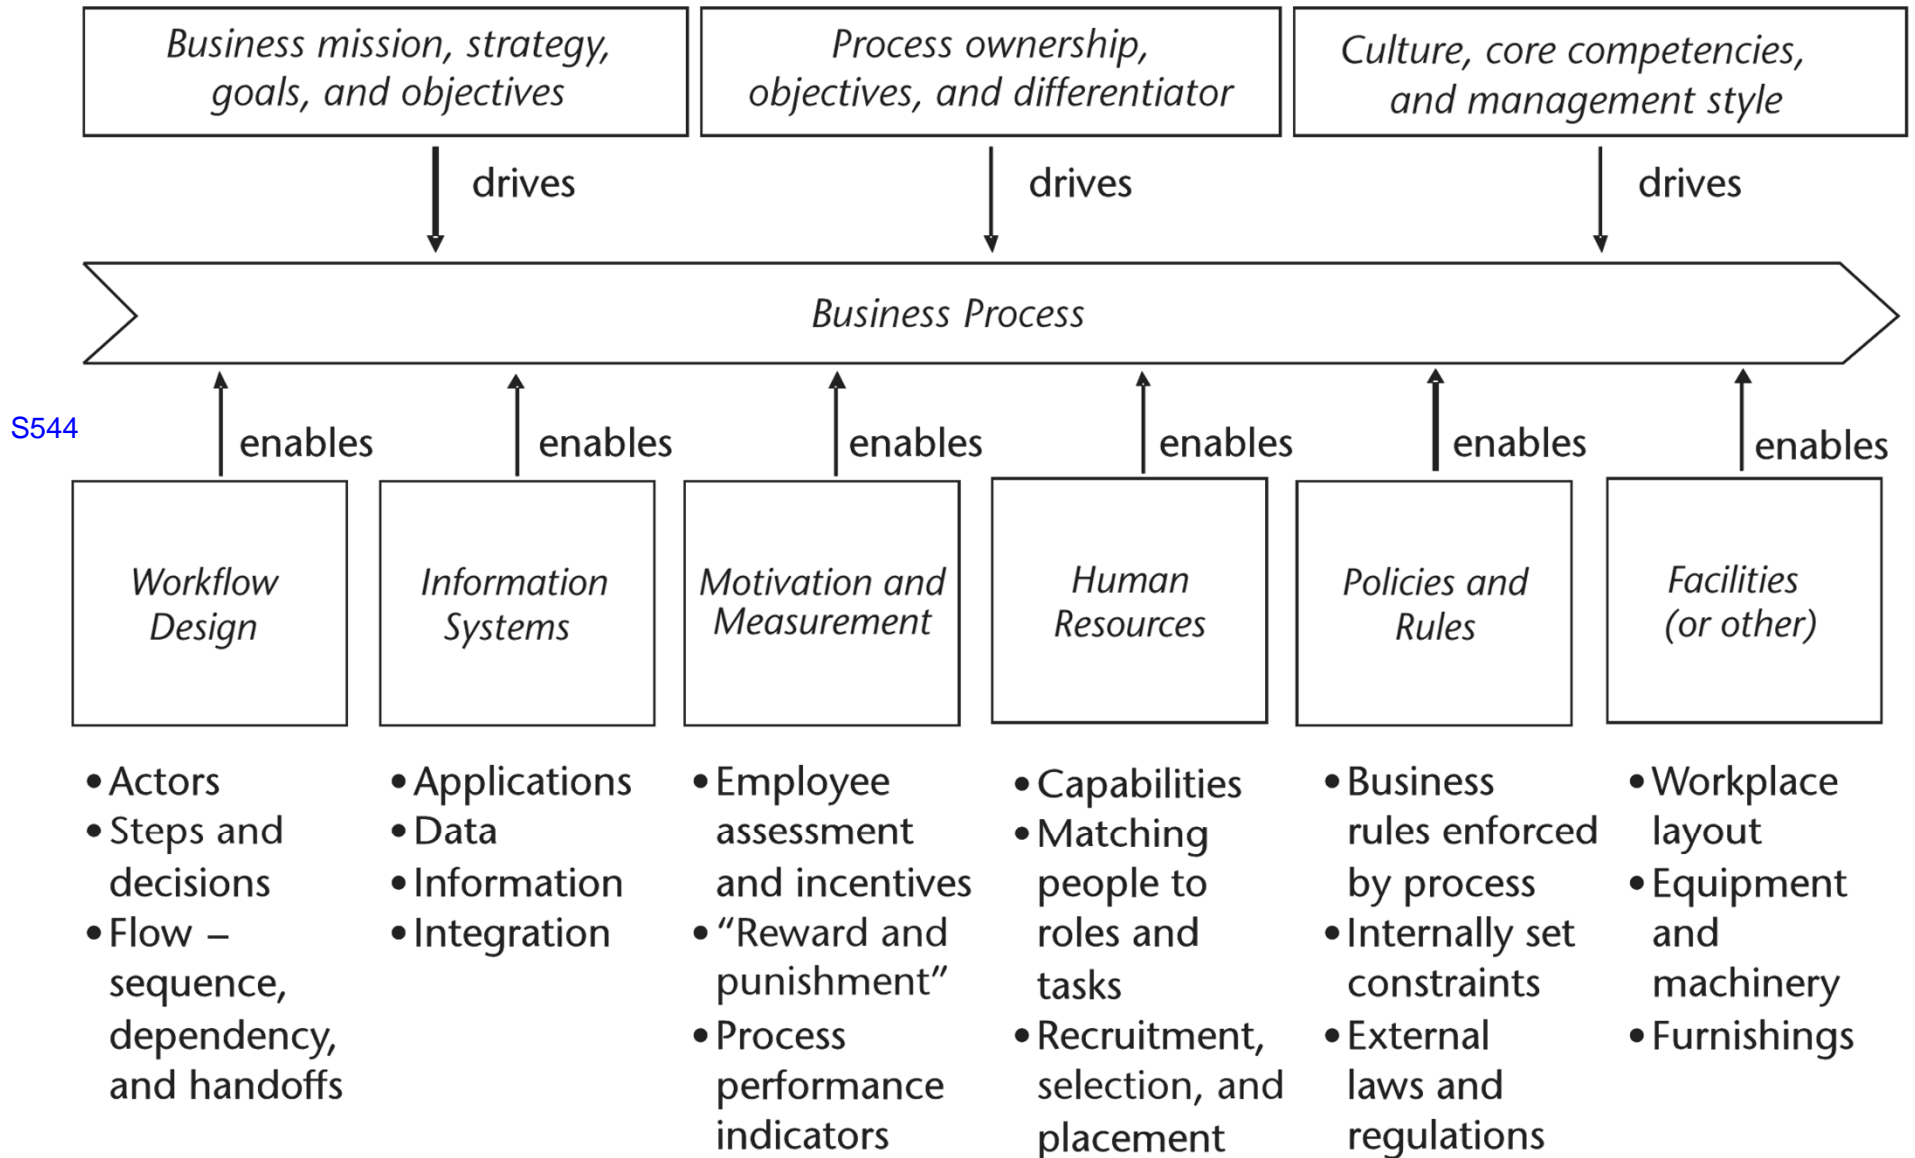 Business mission, strategy,
goals, and objectives
Process ownership,
objectives, and differentiator
Culture, core competencies,
and management style
drives
drives
drives
Business Process
S544
enables
enables
enables
enables
enables
enables
Workflow
Design
Information
Systems
Motivation and
Measurement
Human
Resources
Policies and
Rules
Facilities
(or other)
•Actors
•Steps and
decisions
•Flow –
sequence,
dependency,
and handoffs
•Applications
•Data
•Information
•Integration
•Employee
assessment
and incentives
•“Reward and
punishment”
•Process
performance
indicators
•Capabilities
•Matching
people to
roles and
tasks
•Recruitment,
selection, and
placement
•Business
rules enforced
by process
•Internally set
constraints
•External
laws and
regulations
•Workplace
layout
•Equipment
and
machinery
•Furnishings